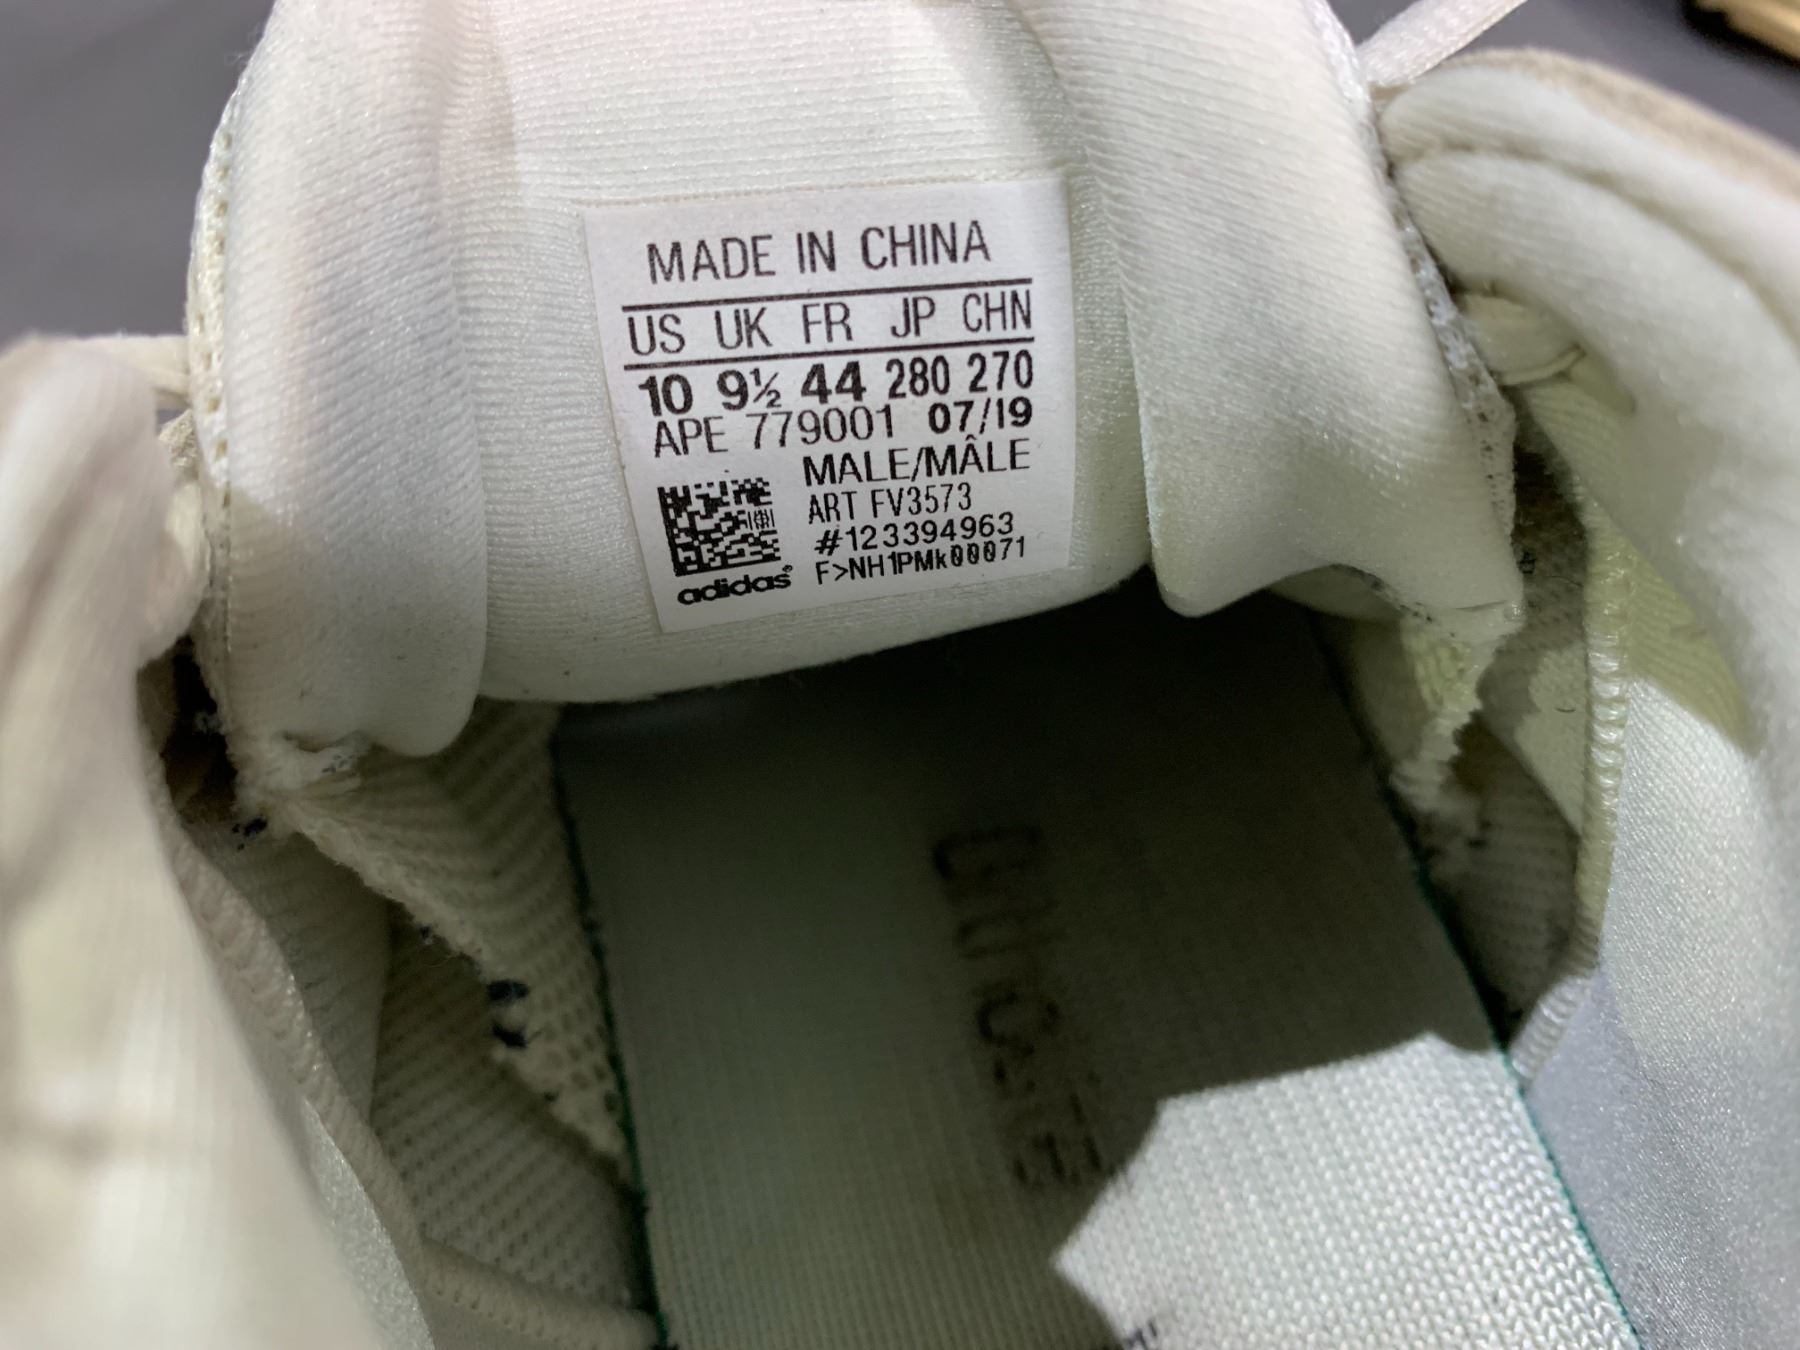 MADE IN CHINA
US UK FR JP CHN
10 9½ 44 280 270
APE 779001 07/19
MALE/MÂLE
ART FV3573
#123394963
F>NH1PMk00071
adidas®